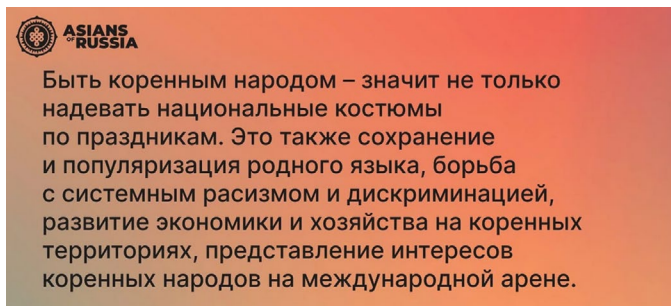 ASIANS
OF RUSSIA
Быть коренным народом – значит не только
надевать национальные костюмы
по праздникам. Это также сохранение
и популяризация родного языка, борьба
с системным расизмом и дискриминацией,
развитие экономики и хозяйства на коренных
территориях, представление интересов
коренных народов на международной арене.